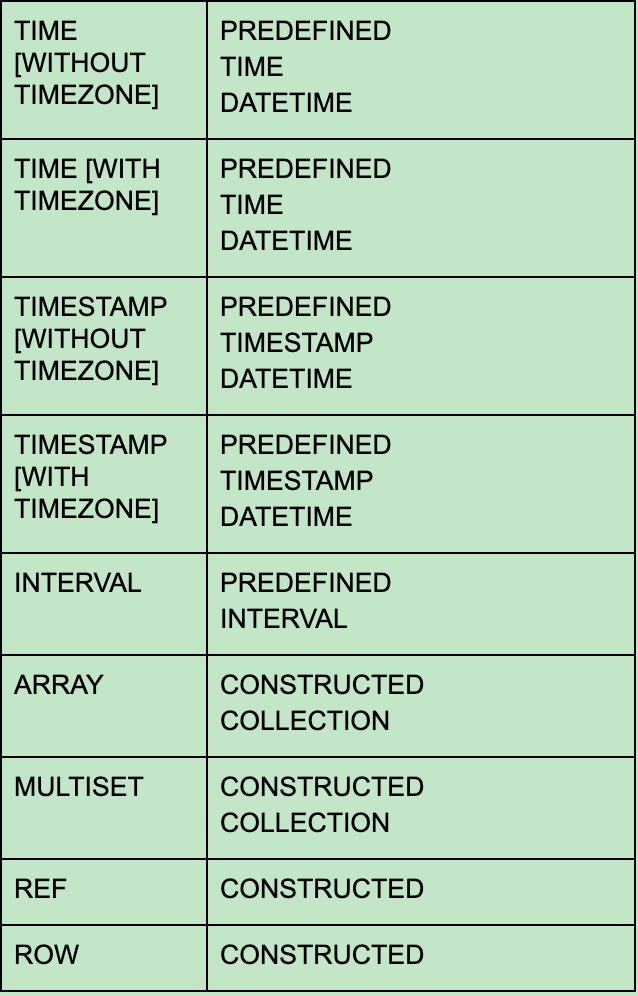 TIME
[WITHOUT
TIMEZONE]
PREDEFINED
TIME
DATETIME
TIME [WITH
TIMEZONE]
PREDEFINED
TIME
DATETIME
TIMESTAMP
[WITHOUT
TIMEZONE]
PREDEFINED
TIMESTAMP
DATETIME
TIMESTAMP
[WITH
TIMEZONE]
PREDEFINED
TIMESTAMP
DATETIME
INTERVAL
PREDEFINED
INTERVAL
ARRAY
CONSTRUCTED
COLLECTION
MULTISET
CONSTRUCTED
COLLECTION
REF
CONSTRUCTED
ROW
CONSTRUCTED